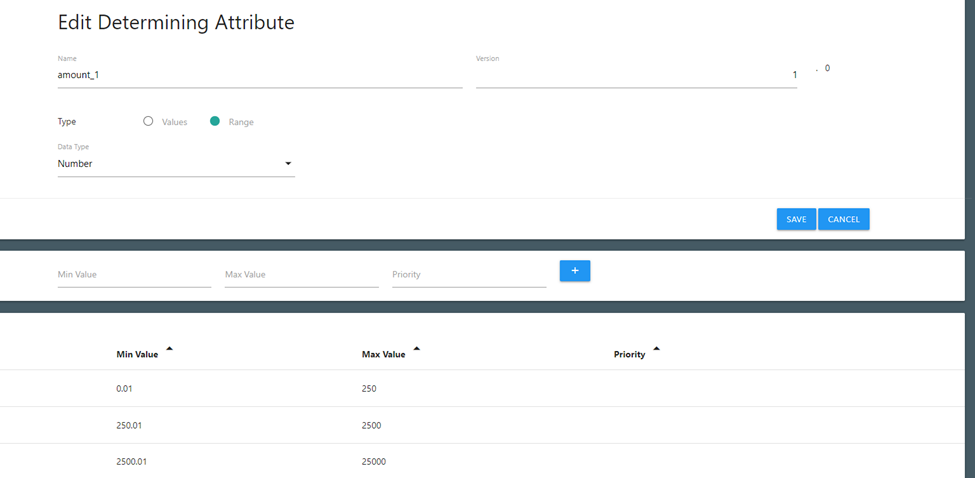 Edit Determining Attribute
Name
Version
amount_1
1 . 0
Type Values Range
Data Type
Number
SAVE CANCEL
Min Value Max Value Priority +
Min Value Max Value Priority
0.01 250
250.01 2500
2500.01 25000